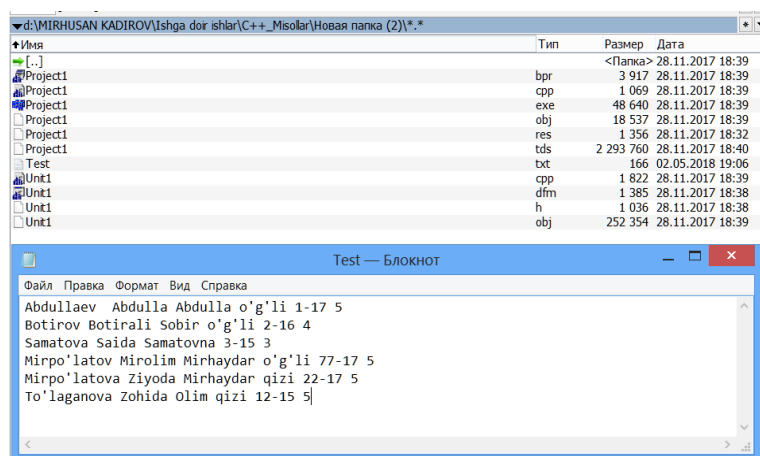 d:\MIRHUSAN KADIROV\Ishga doir ishlar\C++_Misollar\Новая папка (2)\*.*
Имя Тип Размер Дата
[..] <Папка> 28.11.2017 18:39
Project1 bpr 3 917 28.11.2017 18:39
Project1 cpp 1 069 28.11.2017 18:39
Project1 exe 48 640 28.11.2017 18:39
Project1 obj 18 537 28.11.2017 18:39
Project1 res 1 356 28.11.2017 18:32
Project1 tds 2 293 760 28.11.2017 18:40
Test txt 166 02.05.2018 19:06
Unit1 cpp 1 822 28.11.2017 18:39
Unit1 dfm 1 385 28.11.2017 18:38
Unit1 h 1 036 28.11.2017 18:38
Unit1 obj 252 354 28.11.2017 18:39
Test — Блокнот
Файл Правка Формат Вид Справка
Abdullaev  Abdulla Abdulla o'g'li 1-17 5
Botirov Botirali Sobir o'g'li 2-16 4
Samatova Saida Samatovna 3-15 3
Mirpo'latov Mirolim Mirhaydar o'g'li 77-17 5
Mirpo'latova Ziyoda Mirhaydar qizi 22-17 5
To'laganova Zohida Olim qizi 12-15 5